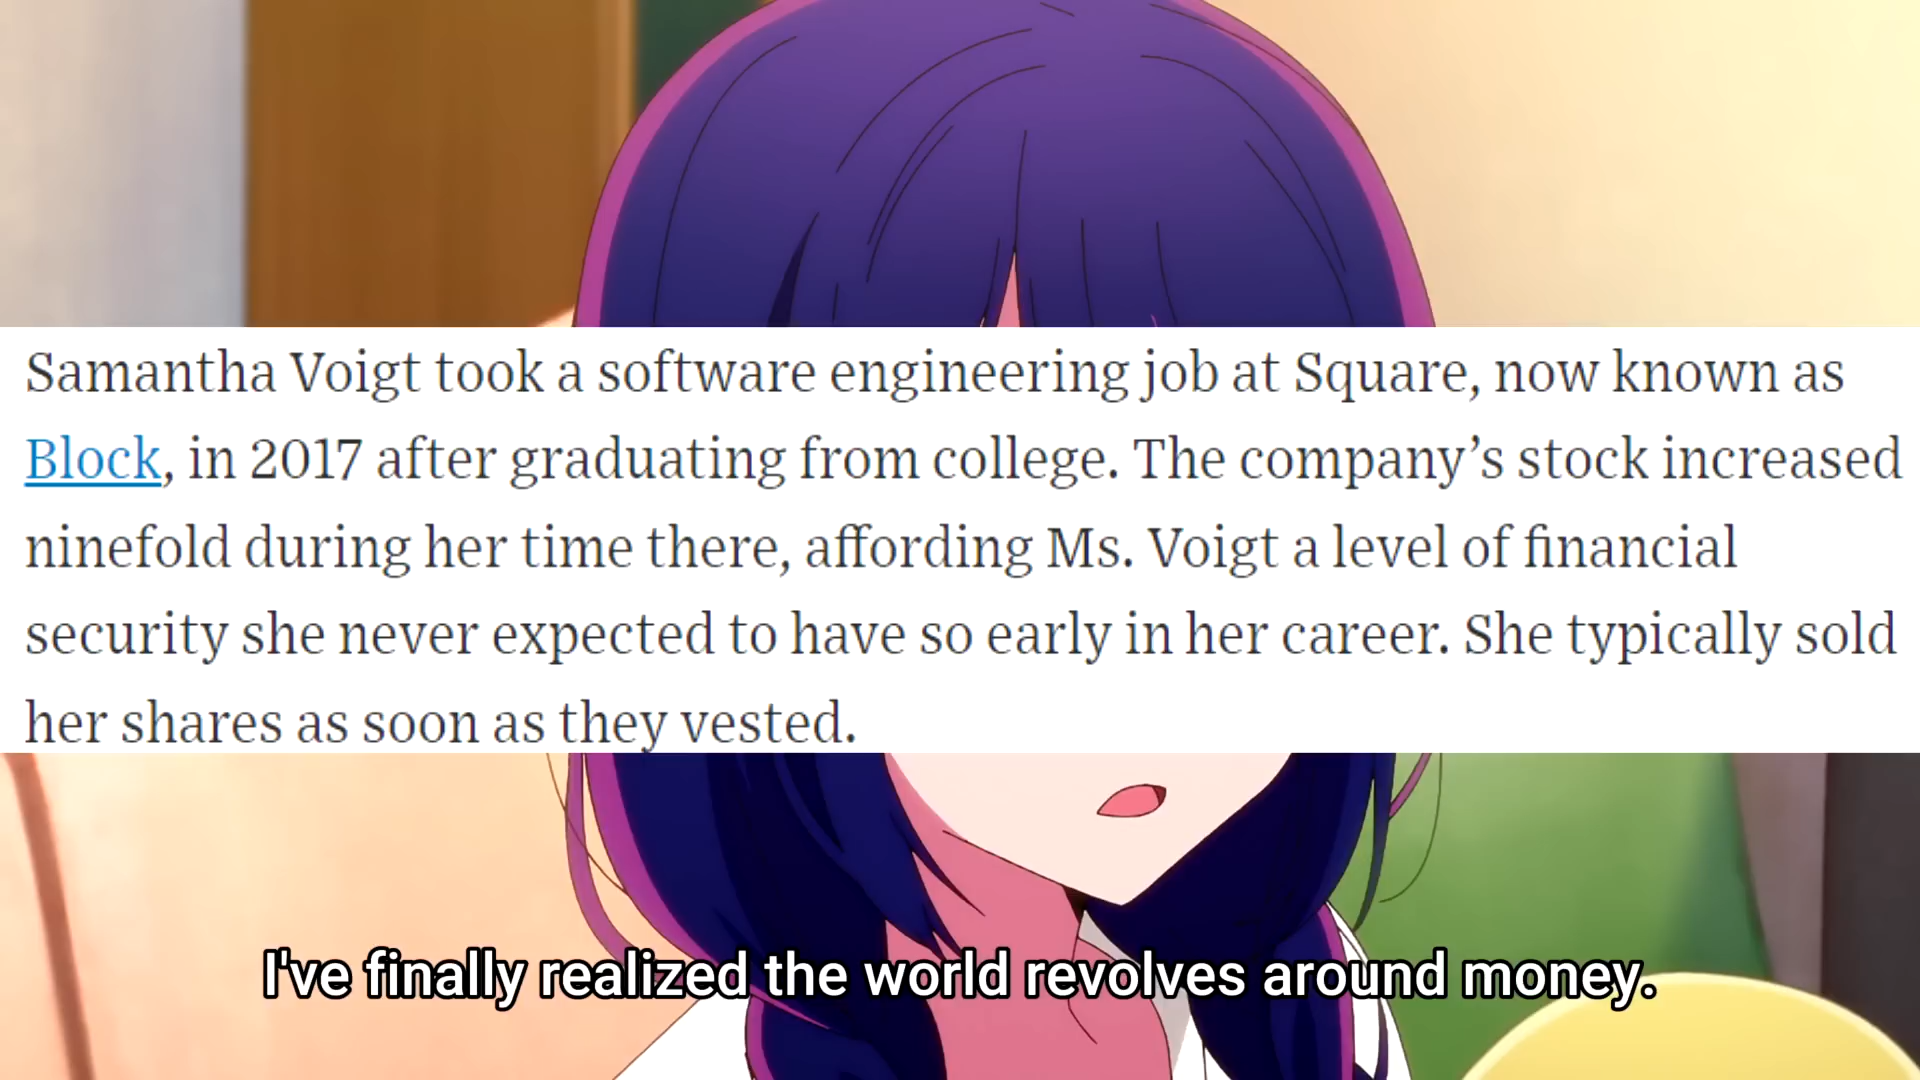 Samantha Voigt took a software engineering job at Square, now known as
Block, in 2017 after graduating from college. The company’s stock increased
ninefold during her time there, affording Ms. Voigt a level of financial
security she never expected to have so early in her career. She typically sold
her shares as soon as they vested.
I've finally realized the world revolves around money.